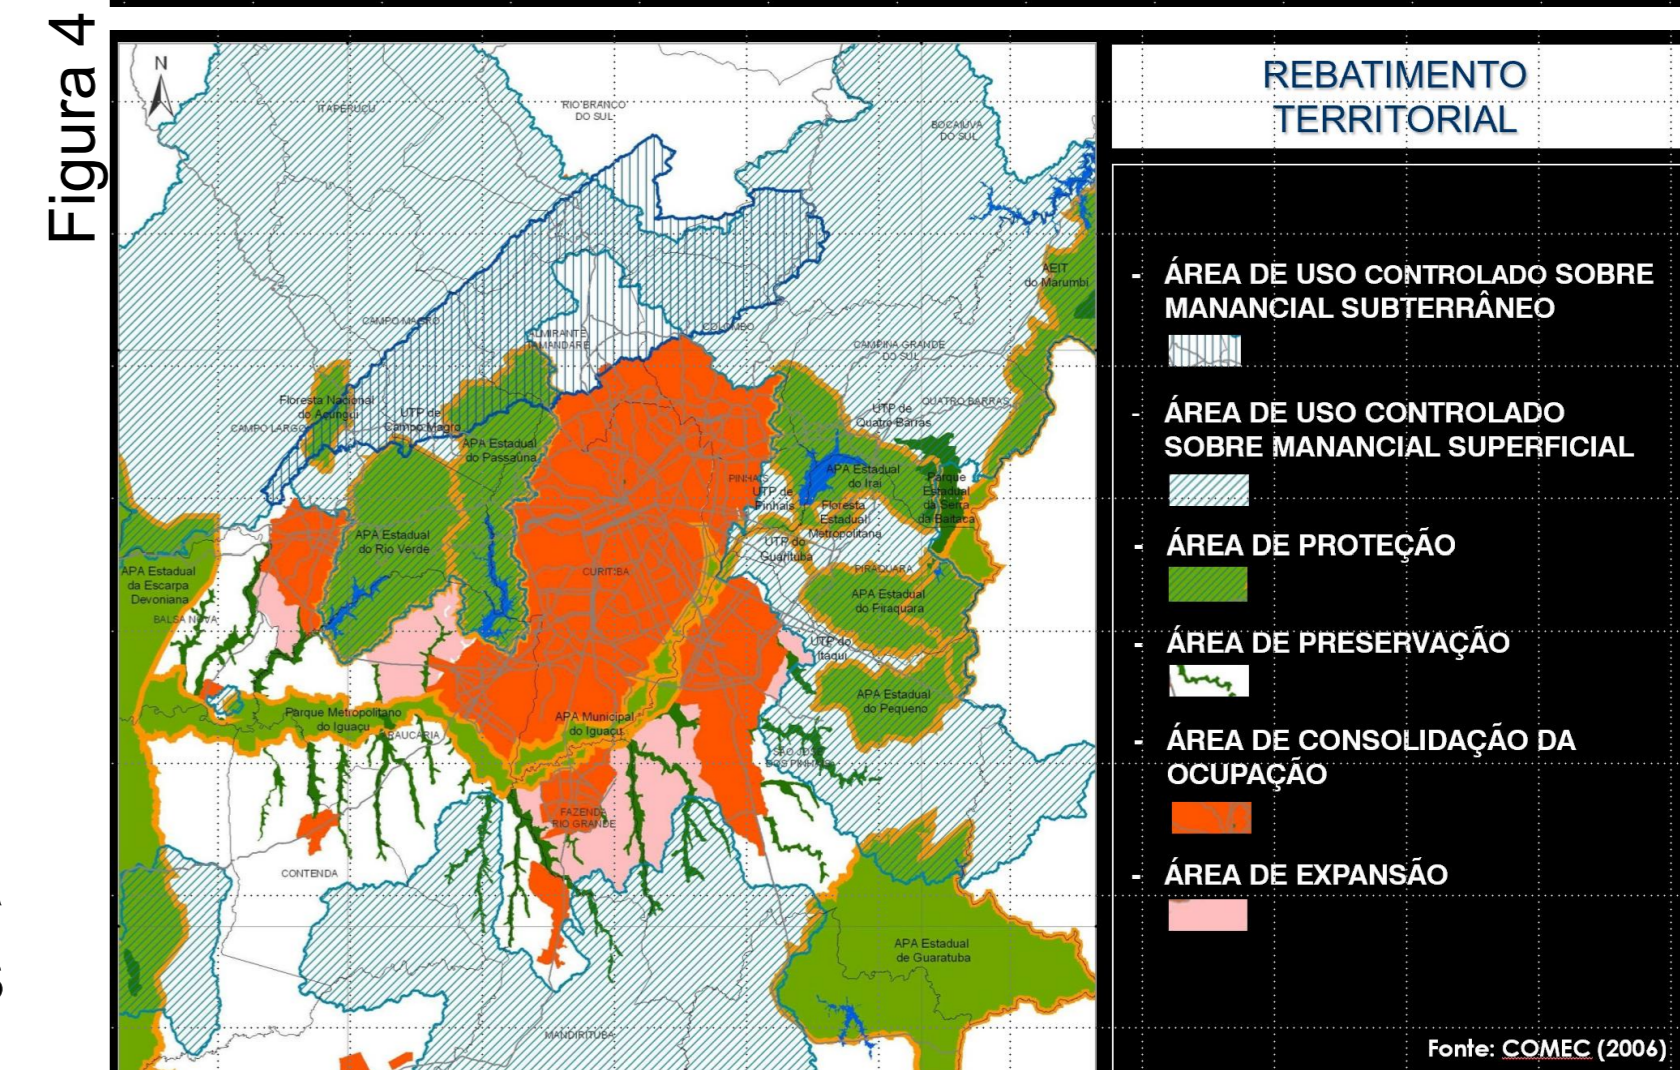 Figura 4
N
ITAPERUÇU
RIO BRANCO
DO SUL
BOCAIUVA
DO SUL
AEIT
do Marumbi
CAMPO MAGRO
ALMIRANTE
TAMANDARÉ
COLOMBO
CAMPINA GRANDE
DO SUL
Floresta Nacional
do Açungui
CAMPO LARGO
UTP de
Campo Magro
APA Estadual
do Passaúna
UTP de
Quatro Barras
QUATRO BARRAS
PINHAIS
UTP de
Pinhais
APA Estadual
do Iraí
Parque
Estadual
da Serra
da Baitaca
Floresta
Estadual
Metropolitana
APA Estadual
do Rio Verde
UTP do
Guarituba
CURITIBA
PIRAQUARA
APA Estadual
da Escarpa
Devoniana
APA Estadual
do Piraquara
BALSA NOVA
UTP do
Itaqui
APA Estadual
do Pequeno
Parque Metropolitano
do Iguaçu
APA Municipal
do Iguaçu
ARAUCÁRIA
SÃO JOSÉ
DOS PINHAIS
FAZENDA
RIO GRANDE
CONTENDA
APA Estadual
de Guaratuba
MANDIRITUBA
REBATIMENTO
TERRITORIAL
- ÁREA DE USO CONTROLADO SOBRE
MANANCIAL SUBTERRÂNEO
- ÁREA DE USO CONTROLADO
SOBRE MANANCIAL SUPERFICIAL
- ÁREA DE PROTEÇÃO
- ÁREA DE PRESERVAÇÃO
- ÁREA DE CONSOLIDAÇÃO DA
OCUPAÇÃO
- ÁREA DE EXPANSÃO
Fonte: COMEC (2006)